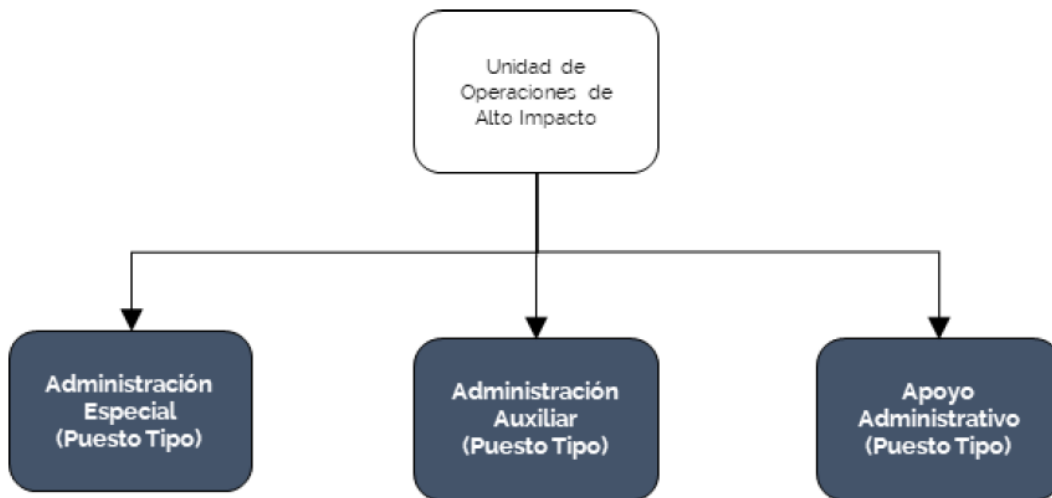 Unidad de
Operaciones de
Alto Impacto
Administración
Especial
(Puesto Tipo)
Administración
Auxiliar
(Puesto Tipo)
Apoyo
Administrativo
(Puesto Tipo)